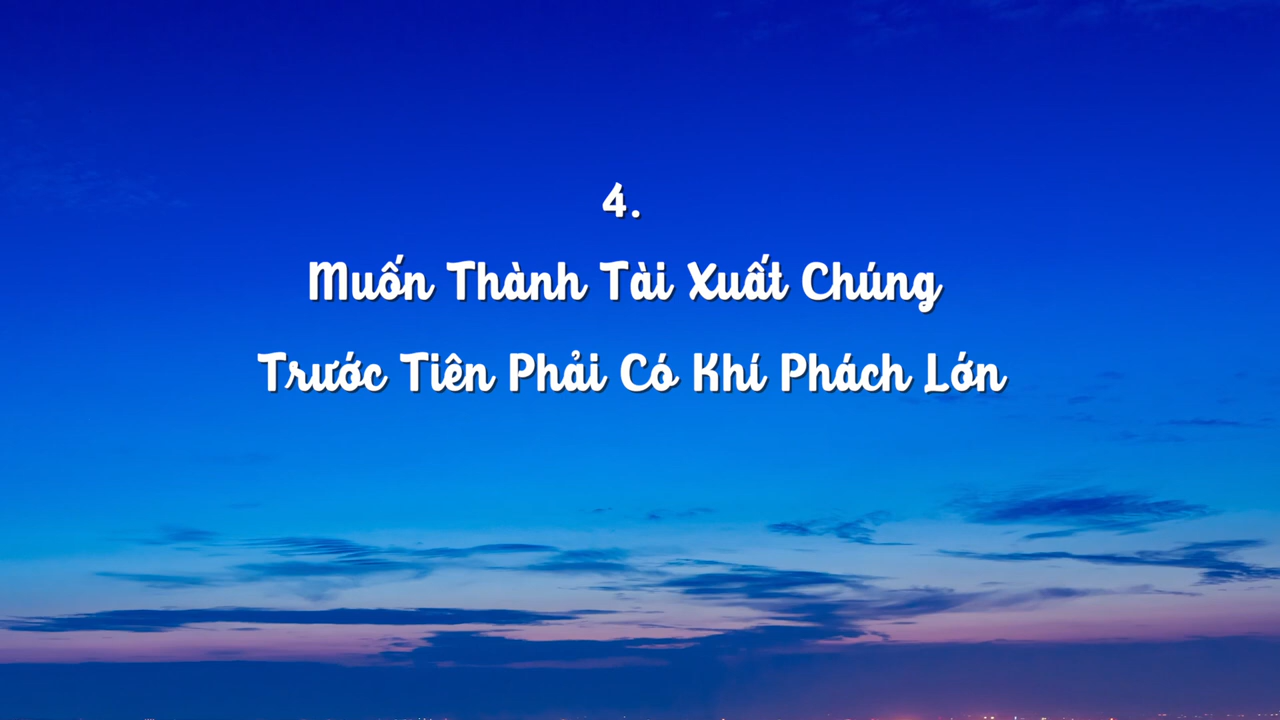 4.
Muốn Thành Tài Xuất Chúng
Trước Tiên Phải Có Khí Phách Lớn